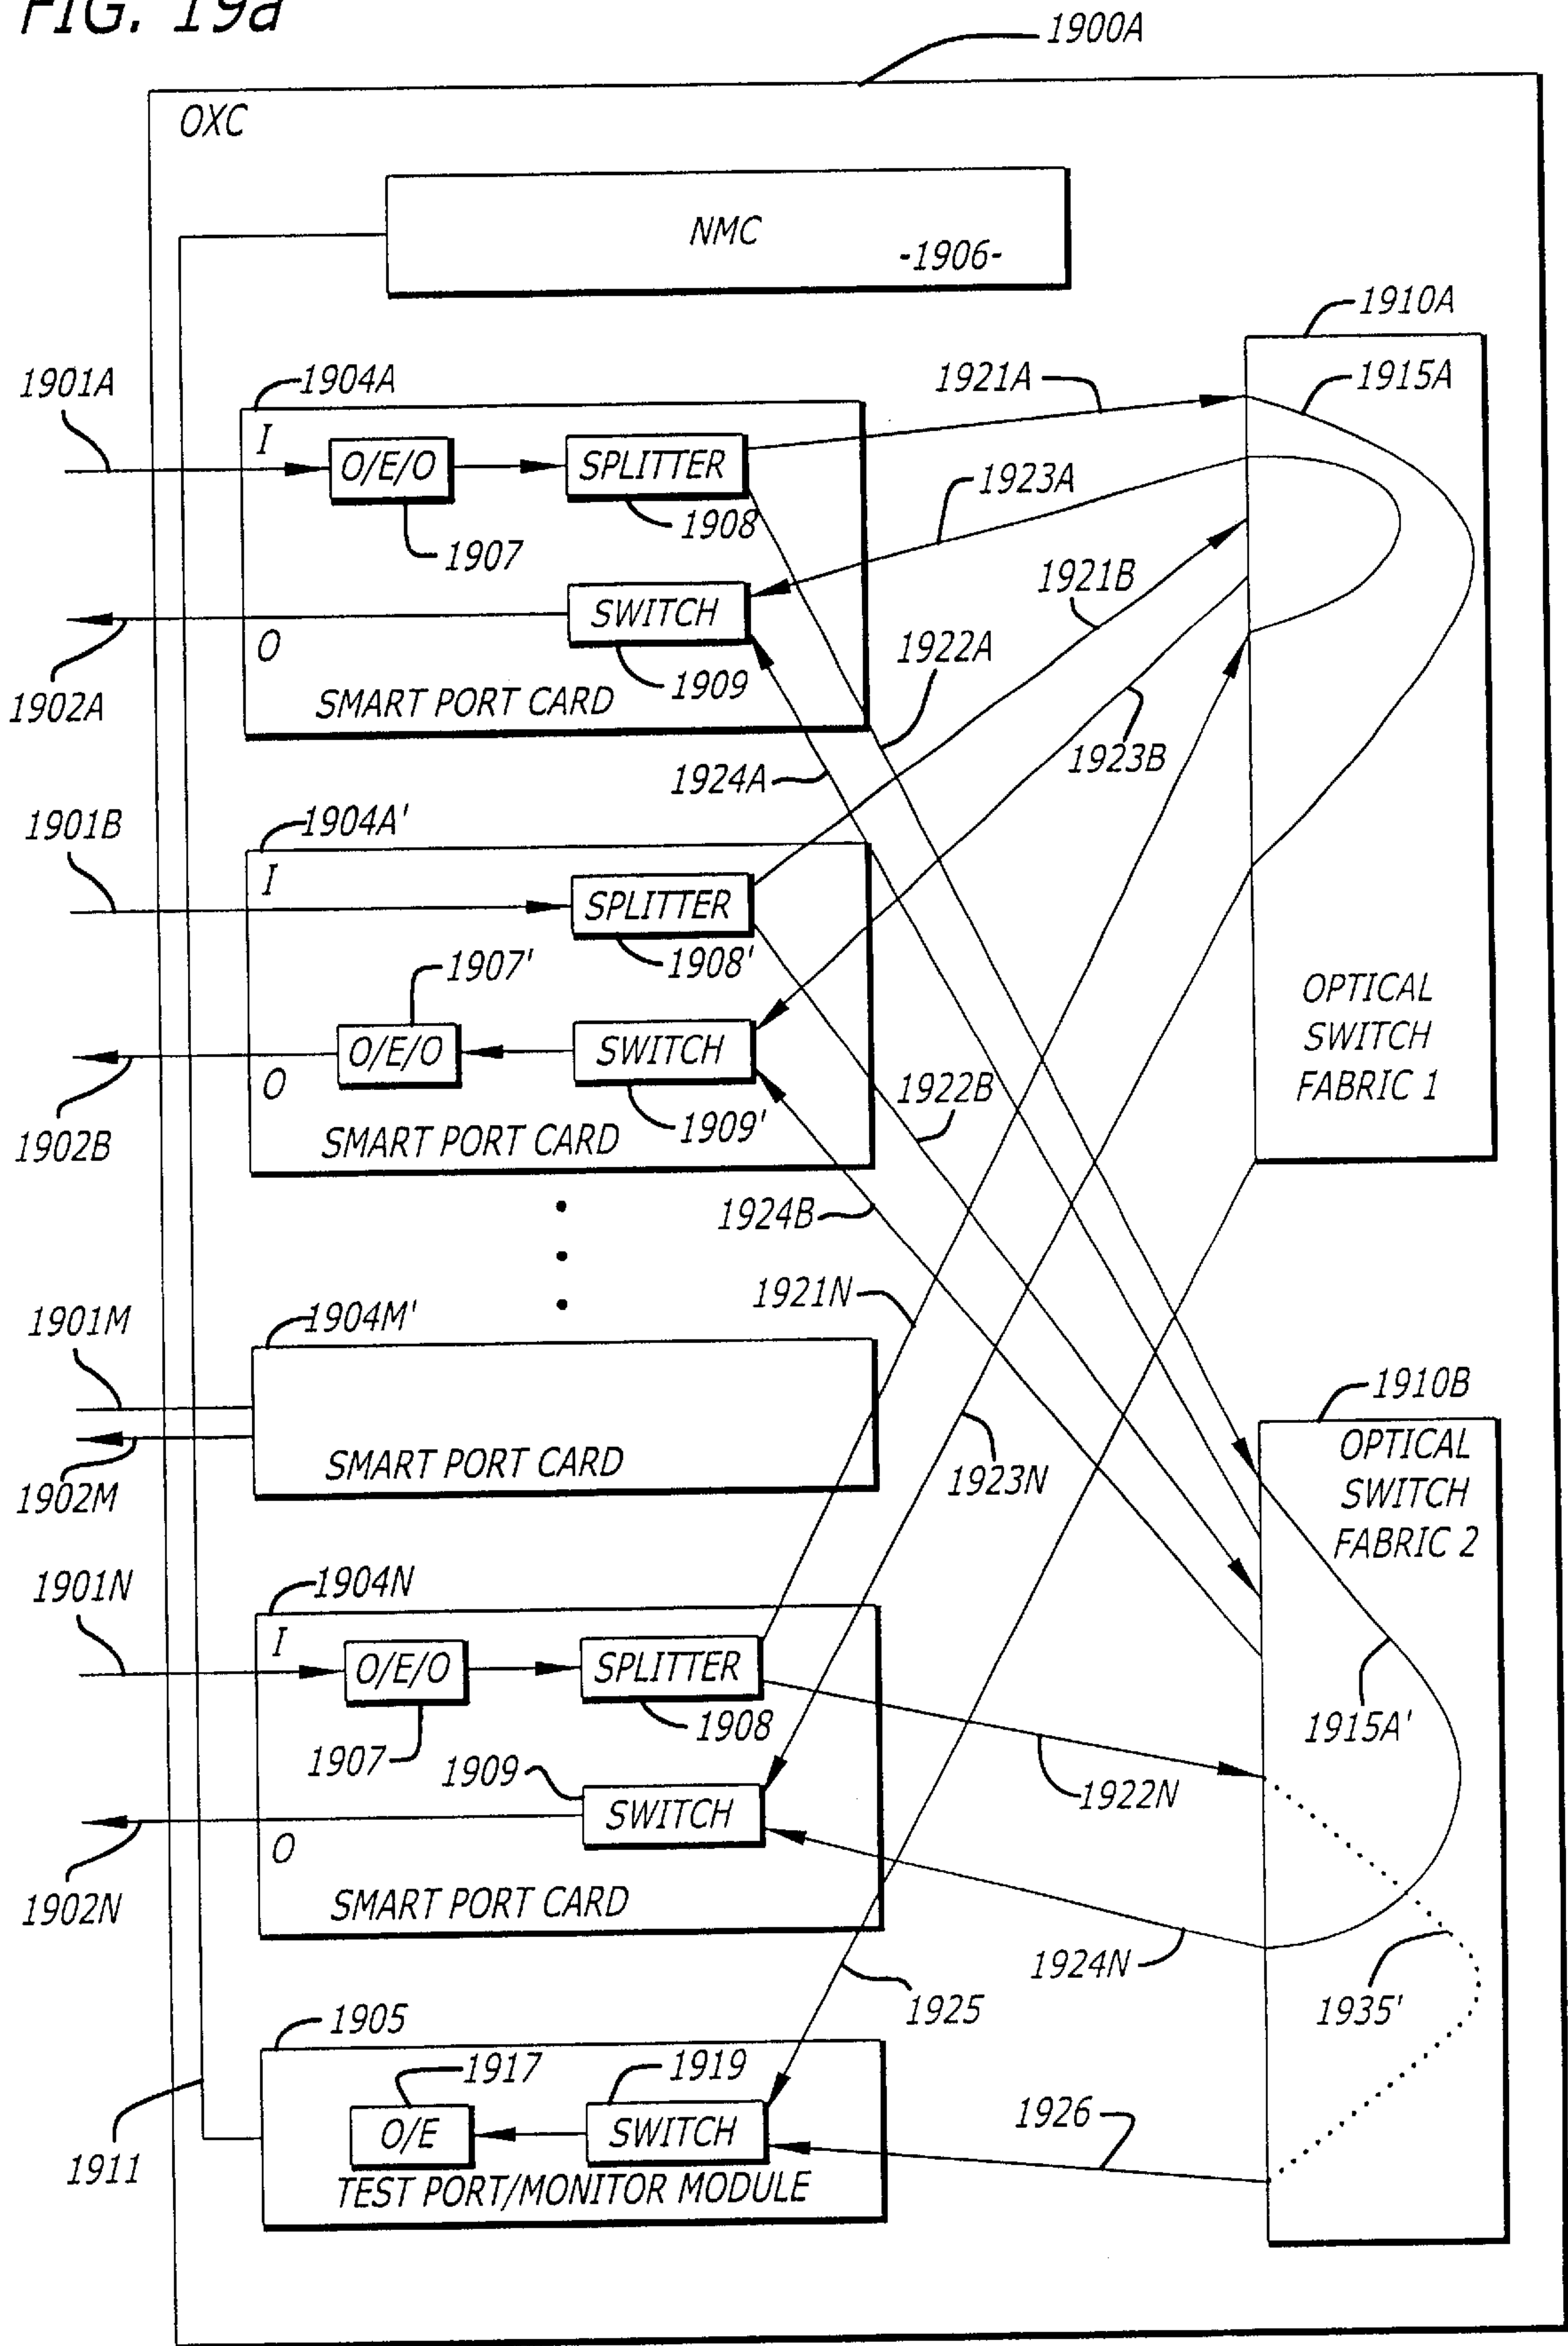 FIG. 19a
1900A
OXC
NMC
-1906-
1910A
1901A
1904A
1921A
1915A
I
O/E/O
SPLITTER
1923A
1908
1907
1921B
SWITCH
O
1922A
1902A
1909
SMART PORT CARD
1923B
1924A
1901B
1904A'
I
SPLITTER
1907'
1908'
OPTICAL
SWITCH
FABRIC 1
O/E/O
SWITCH
O
1922B
1902B
1909'
SMART PORT CARD
1924B
1921N
1901M
1904M'
1910B
OPTICAL
SWITCH
FABRIC 2
SMART PORT CARD
1923N
1902M
1901N
1904N
I
O/E/O
SPLITTER
1908
1915A'
1907
1909
1922N
SWITCH
O
1902N
SMART PORT CARD
1924N
1925
1935'
1905
1917
1919
1926
O/E
SWITCH
1911
TEST PORT/MONITOR MODULE